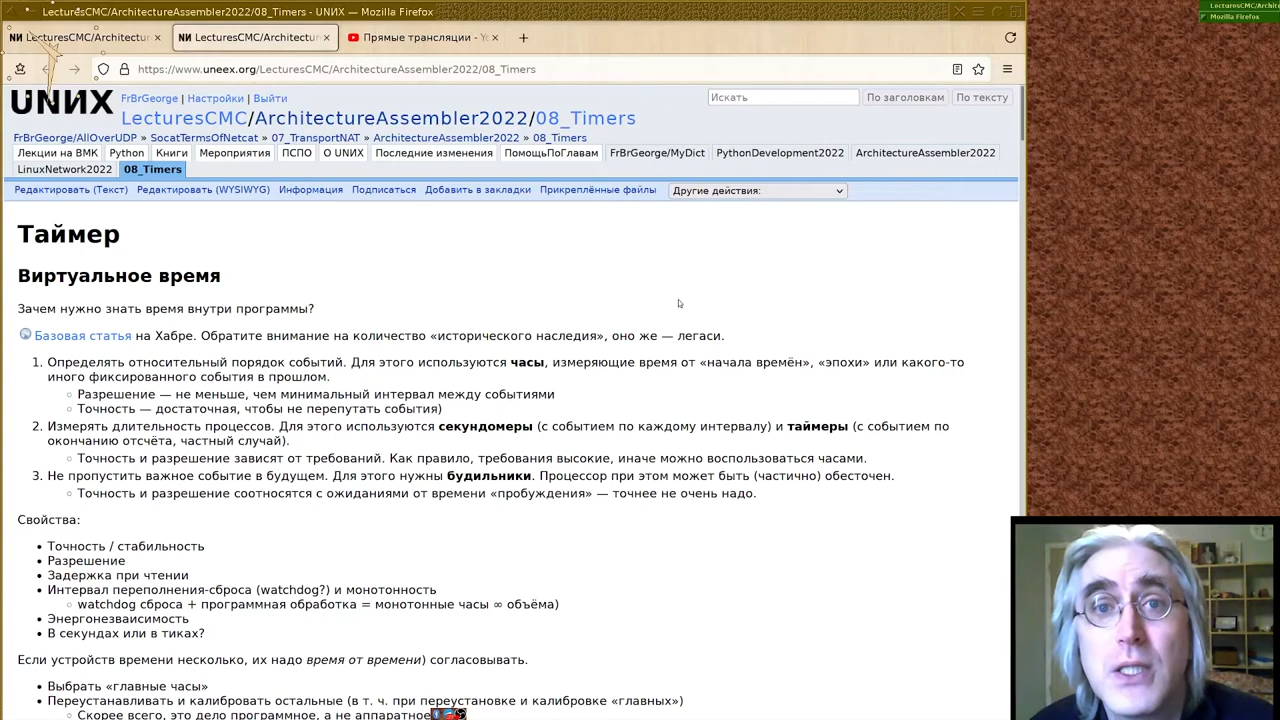 LecturesCMC/ArchitectureAssembler2022/08_Timers - UNИX — Mozilla Firefox
LecturesCMC/Archite
Mozilla Firefox
ИИ LecturesCMC/Architectur × ИИ LecturesCMC/Architectur × Прямые трансляции - Yo × +
https://www.uneex.org/LecturesCMC/ArchitectureAssembler2022/08_Timers
UNИX
FrBrGeorge | Настройки | Выйти
Искать По заголовкам По тексту
LecturesCMC/ArchitectureAssembler2022/08_Timers
FrBrGeorge/AllOverUDP » SocatTermsOfNetcat » 07_TransportNAT » ArchitectureAssembler2022 » 08_Timers
Лекции на ВМК Python Книги Мероприятия ПСПО О UNИX Последние изменения ПомощьПоГлавам FrBrGeorge/MyDict PythonDevelopment2022 ArchitectureAssembler2022
LinuxNetwork2022 08_Timers
Редактировать (Текст) Редактировать (WYSIWYG) Информация Подписаться Добавить в закладки Прикреплённые файлы Другие действия:
Таймер
Виртуальное время
Зачем нужно знать время внутри программы?
Базовая статья на Хабре. Обратите внимание на количество «исторического наследия», оно же — легаси.
1. Определять относительный порядок событий. Для этого используются часы, измеряющие время от «начала времён», «эпохи» или какого-то
иного фиксированного события в прошлом.
◦ Разрешение — не меньше, чем минимальный интервал между событиями
◦ Точность — достаточная, чтобы не перепутать события)
2. Измерять длительность процессов. Для этого используются секундомеры (с событием по каждому интервалу) и таймеры (с событием по
окончанию отсчёта, частный случай).
◦ Точность и разрешение зависят от требований. Как правило, требования высокие, иначе можно воспользоваться часами.
3. Не пропустить важное событие в будущем. Для этого нужны будильники. Процессор при этом может быть (частично) обесточен.
◦ Точность и разрешение соотносятся с ожиданиями от времени «пробуждения» — точнее не очень надо.
Свойства:
• Точность / стабильность
• Разрешение
• Задержка при чтении
• Интервал переполнения-сброса (watchdog?) и монотонность
◦ watchdog сброса + программная обработка = монотонные часы ∞ объёма)
• Энергонезваисимость
• В секундах или в тиках?
Если устройств времени несколько, их надо время от времени) согласовывать.
• Выбрать «главные часы»
• Переустанавливать и калибровать остальные (в т. ч. при переустановке и калибровке «главных»)
◦ Скорее всего, это дело программное, а не аппаратное